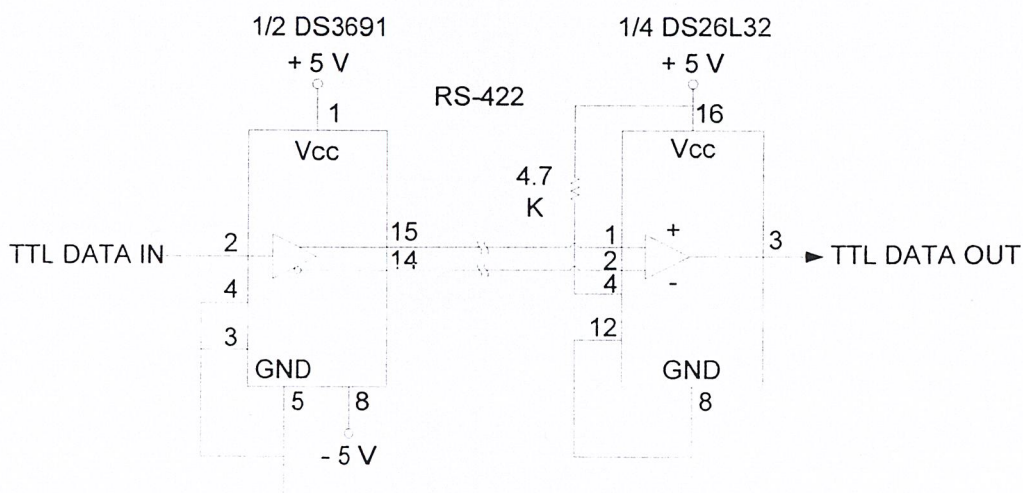 1/2 DS3691
+ 5 V
1
Vcc
RS-422
1/4 DS26L32
+ 5 V
16
Vcc
4.7
K
TTL DATA IN
2
15
14
4
3
GND
5
8
- 5 V
1
2
4
12
+
-
3
TTL DATA OUT
GND
8